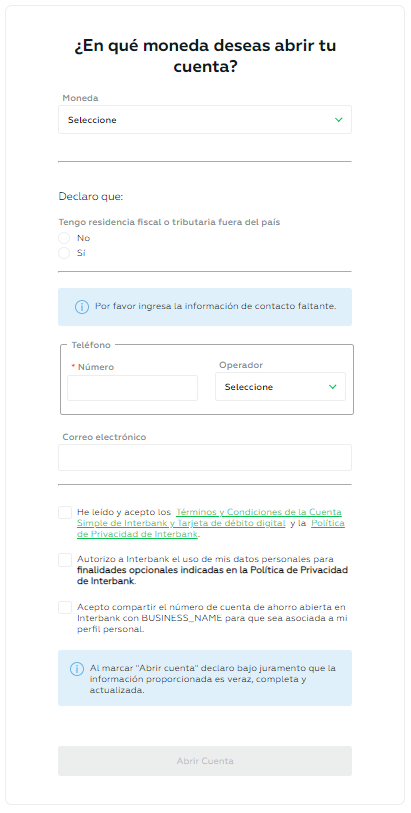 ¿En qué moneda deseas abrir tu
cuenta?
Moneda
Seleccione
Declaro que:
Tengo residencia fiscal o tributaria fuera del país
No
Sí
Por favor ingresa la información de contacto faltante.
Teléfono
* Número
Operador
Seleccione
Correo electrónico
He leído y acepto los Términos y Condiciones de la Cuenta
Simple de Interbank y Tarjeta de débito digital y la Política
de Privacidad de Interbank.
Autorizo a Interbank el uso de mis datos personales para
finalidades opcionales indicadas en la Política de Privacidad
de Interbank.
Acepto compartir el número de cuenta de ahorro abierta en
Interbank con BUSINESS_NAME para que sea asociada a mi
perfil personal.
Al marcar "Abrir cuenta" declaro bajo juramento que la
información proporcionada es veraz, completa y
actualizada.
Abrir Cuenta